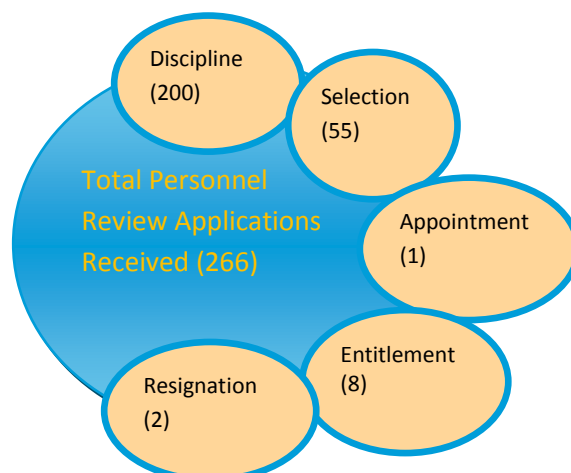 Discipline
(200)
Selection
(55)
Total Personnel
Review Applications
Received (266)
Appointment
(1)
Entitlement
(8)
Resignation
(2)